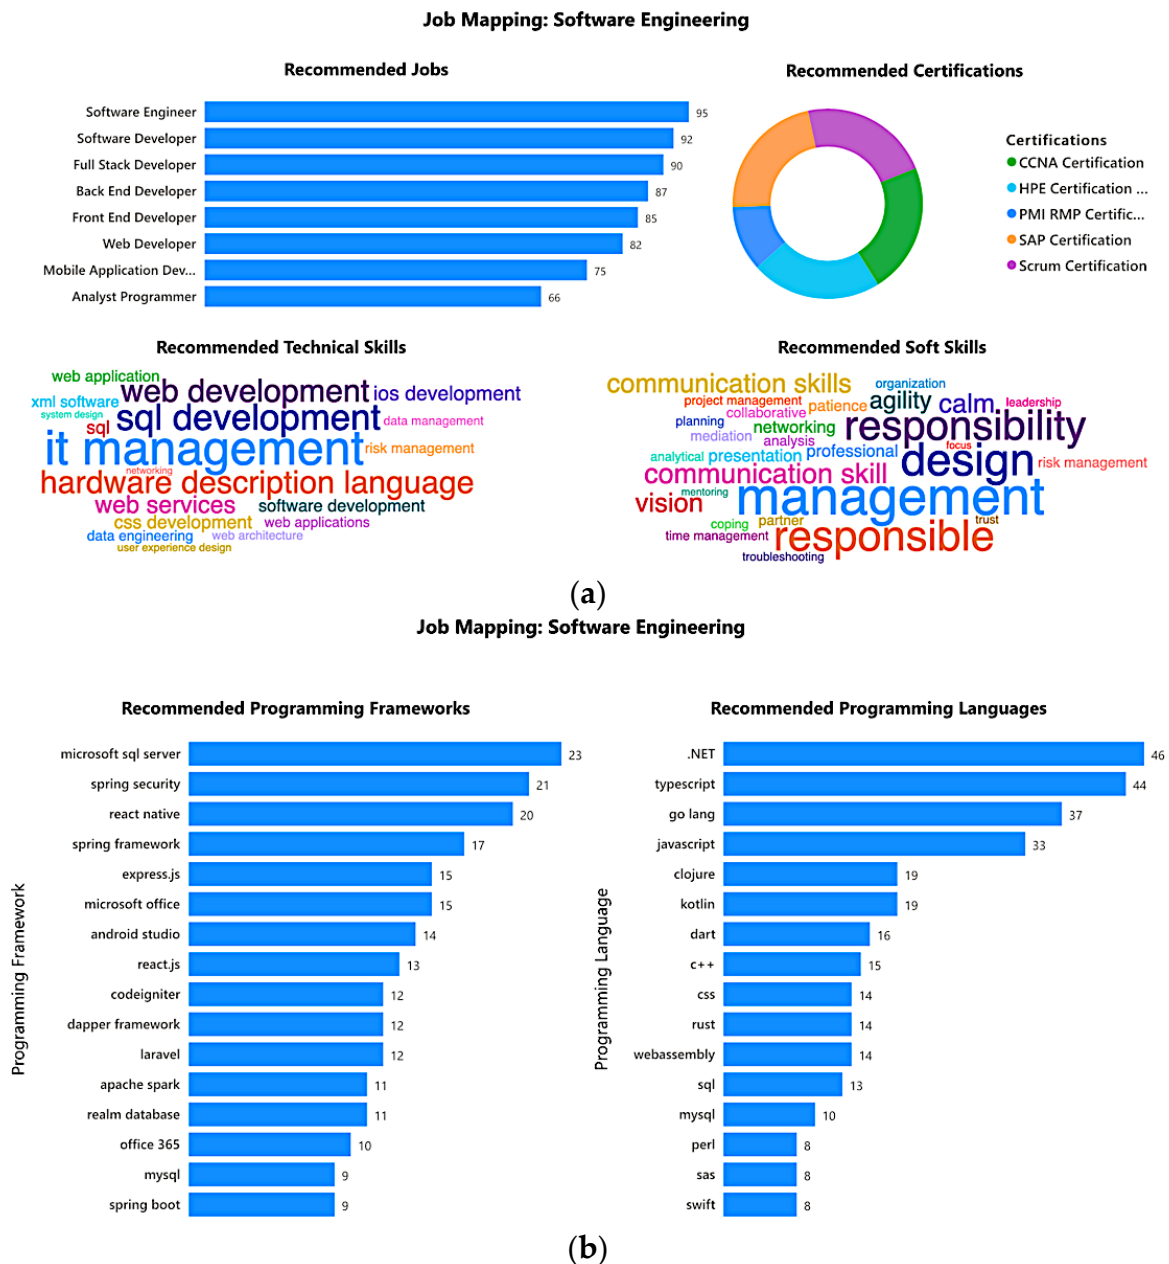 Job Mapping: Software Engineering
Recommended Jobs
Software Engineer 95
Software Developer 92
Full Stack Developer 90
Back End Developer 87
Front End Developer 85
Web Developer 82
Mobile Application Dev... 75
Analyst Programmer 66
Recommended Certifications
Certifications
CCNA Certification
HPE Certification ...
PMI RMP Certific...
SAP Certification
Scrum Certification
Recommended Technical Skills
web application
web development
ios development
xml software
system design
sql development
data management
sql
it management
risk management
networking
hardware description language
web services
software development
css development
web applications
data engineering
web architecture
user experience design
Recommended Soft Skills
communication skills
organization
project management
patience
agility
calm
leadership
collaborative
planning
networking
responsibility
mediation
analysis
focus
analytical
presentation
professional
design
risk management
communication skill
mentoring
vision
management
coping
partner
trust
time management
responsible
troubleshooting
(a)
Job Mapping: Software Engineering
Recommended Programming Frameworks
Programming Framework
microsoft sql server 23
spring security 21
react native 20
spring framework 17
express.js 15
microsoft office 15
android studio 14
react.js 13
codeigniter 12
dapper framework 12
laravel 12
apache spark 11
realm database 11
office 365 10
mysql 9
spring boot 9
Recommended Programming Languages
Programming Language
.NET 46
typescript 44
go lang 37
javascript 33
clojure 19
kotlin 19
dart 16
c++ 15
css 14
rust 14
webassembly 14
sql 13
mysql 10
perl 8
sas 8
swift 8
(b)